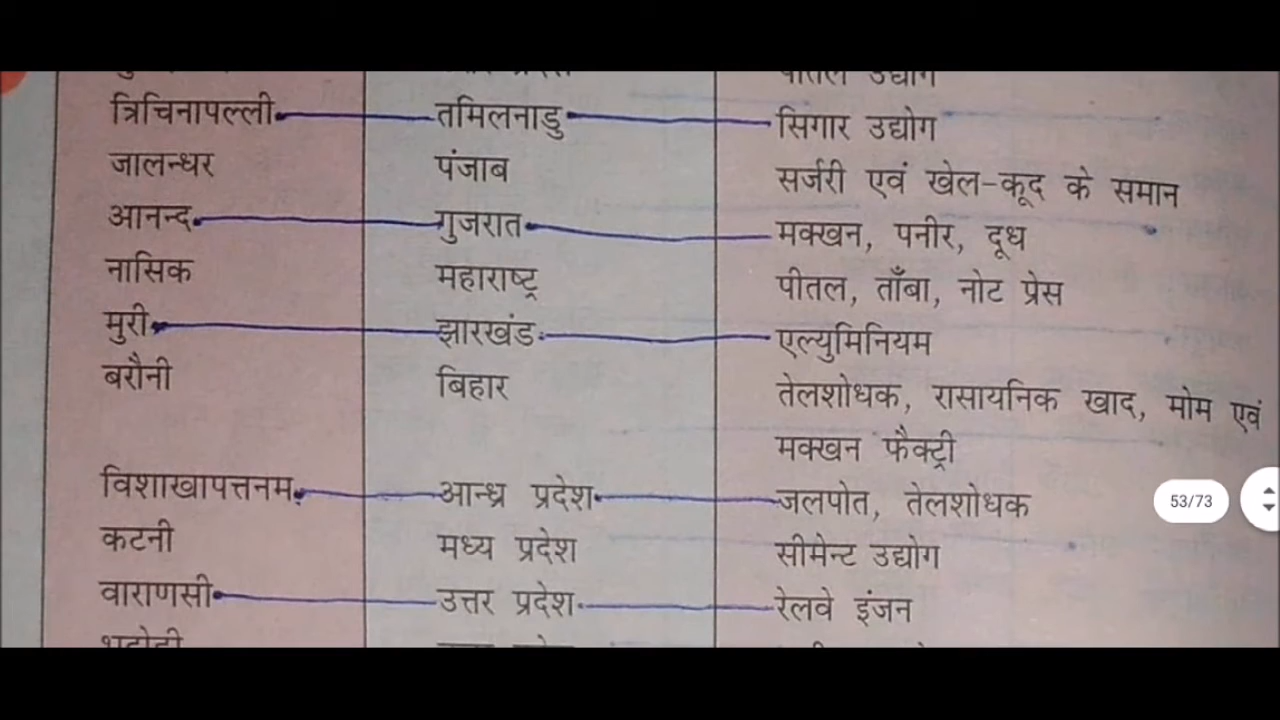 पीतल उद्योग
त्रिचिनापल्ली तमिलनाडु सिगार उद्योग
जालन्धर पंजाब सर्जरी एवं खेल-कूद के समान
आनन्द गुजरात मक्खन, पनीर, दूध
नासिक महाराष्ट्र पीतल, ताँबा, नोट प्रेस
मुरी झारखंड एल्युमिनियम
बरौनी बिहार तेलशोधक, रासायनिक खाद, मोम एवं
मक्खन फैक्ट्री
विशाखापत्तनम आन्ध्र प्रदेश जलपोत, तेलशोधक
53/73
कटनी मध्य प्रदेश सीमेन्ट उद्योग
वाराणसी उत्तर प्रदेश रेलवे इंजन